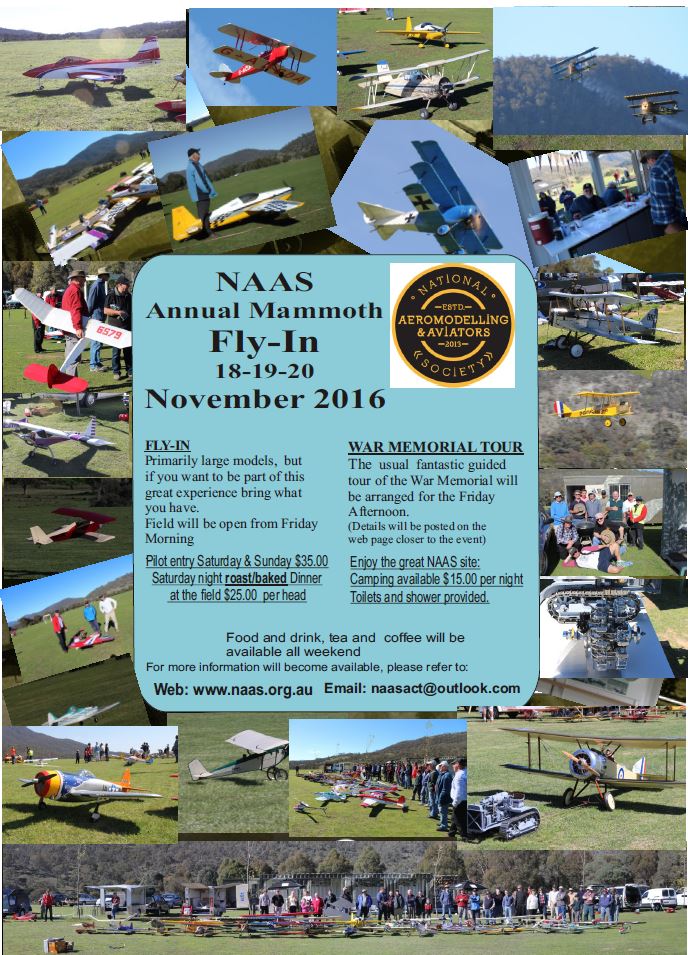 NAAS
Annual Mammoth
Fly-In
18-19-20
November 2016
NATIONAL
ESTD.
AEROMODELLING
& AVIATORS
2013
SOCIETY
FLY-IN
Primarily large models, but
if you want to be part of this
great experience bring what
you have.
Field will be open from Friday
Morning
Pilot entry Saturday & Sunday $35.00
Saturday night roast/baked Dinner
at the field $25.00 per head
WAR MEMORIAL TOUR
The usual fantastic guided
tour of the War Memorial will
be arranged for the Friday
Afternoon.
(Details will be posted on the
web page closer to the event)
Enjoy the great NAAS site:
Camping available $15.00 per night
Toilets and shower provided.
Food and drink, tea and coffee will be
available all weekend
For more information will become available, please refer to:
Web: www.naas.org.au Email: naasact@outlook.com
6579